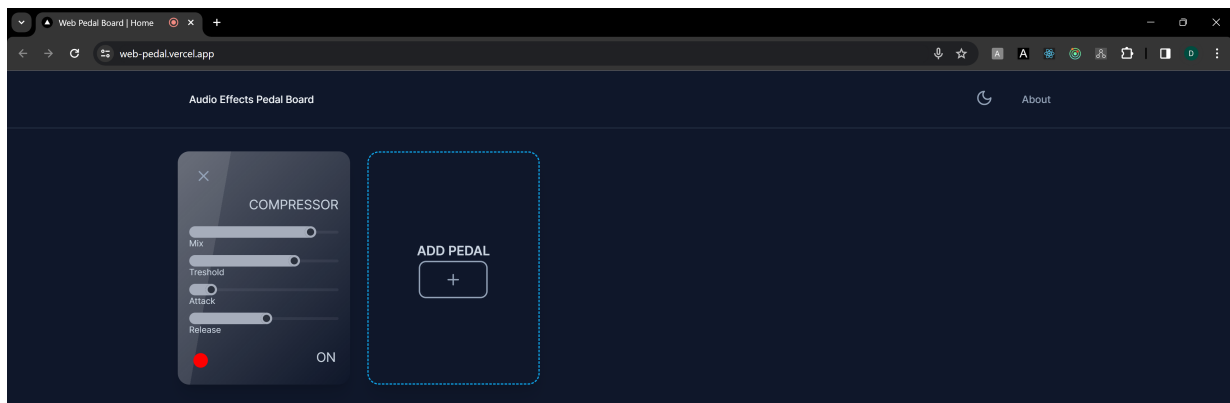 Web Pedal Board | Home
web-pedal.vercel.app
A A D
Audio Effects Pedal Board About
COMPRESSOR
Mix
Treshold
Attack
Release
ON
ADD PEDAL
+